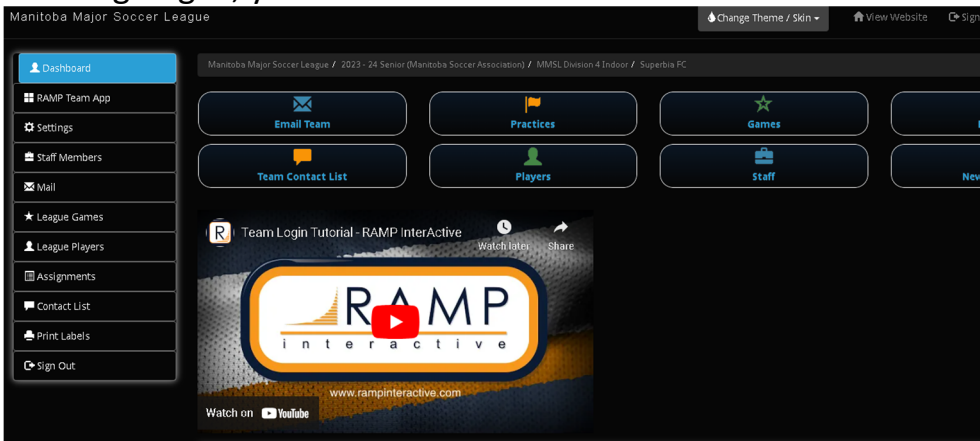 Manitoba Major Soccer League
Change Theme / Skin
View Website
Sign
Dashboard
RAMP Team App
Settings
Staff Members
Mail
League Games
League Players
Assignments
Contact List
Print Labels
Sign Out
Manitoba Major Soccer League / 2023 - 24 Senior (Manitoba Soccer Association) / MMSL Division 4 Indoor / Superbia FC
Email Team
Practices
Games
Team Contact List
Players
Staff
New
R Team Login Tutorial - RAMP InterActive
Watch later
Share
RAMP
interactive
www.rampinteractive.com
Watch on YouTube